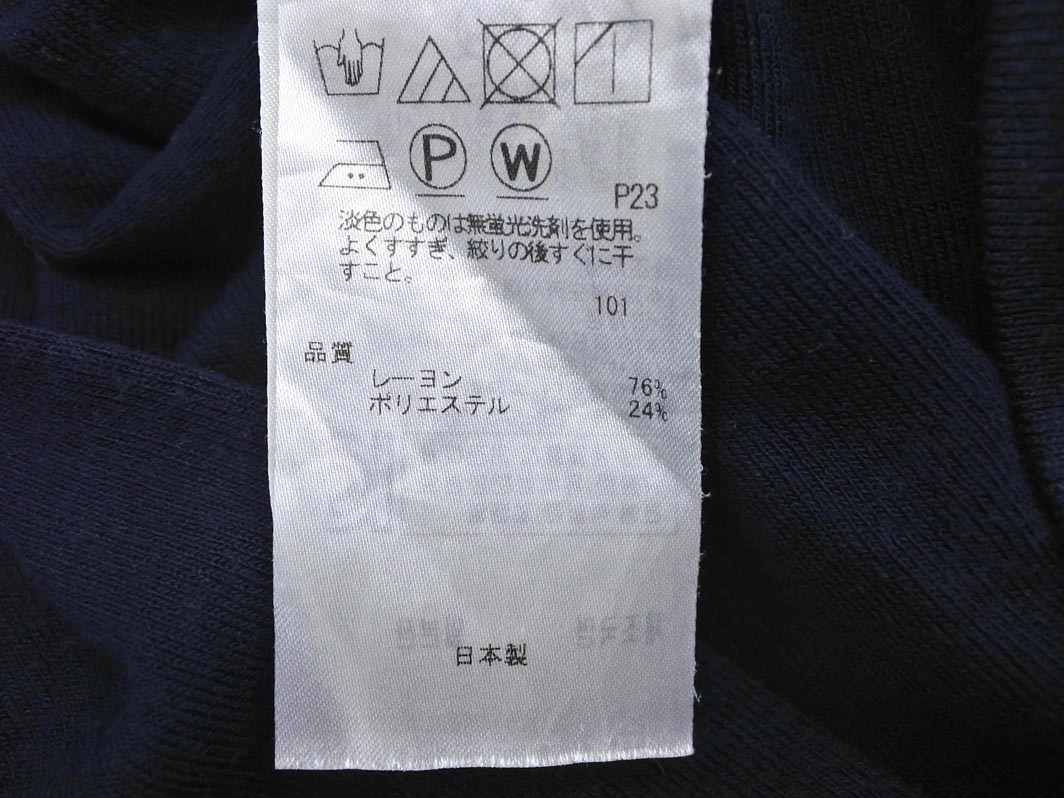 P W
P23
淡色のものは無蛍光洗剤を使用。
よくすすぎ、絞りの後すぐに干
すこと。
101
品質
レーヨン 76%
ポリエステル 24%
日本製